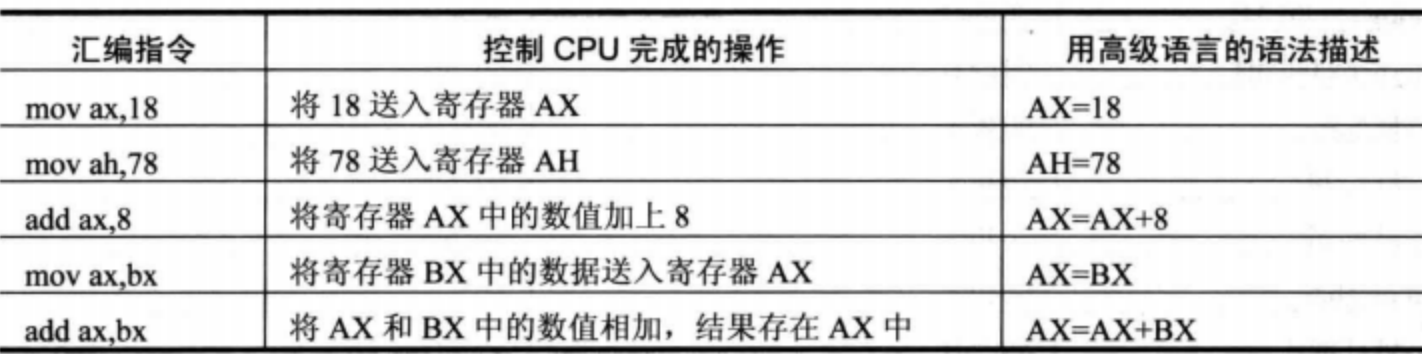 汇编指令 控制 CPU 完成的操作 用高级语言的语法描述
mov ax,18 将 18 送入寄存器 AX AX=18
mov ah,78 将 78 送入寄存器 AH AH=78
add ax,8 将寄存器 AX 中的数值加上 8 AX=AX+8
mov ax,bx 将寄存器 BX 中的数据送入寄存器 AX AX=BX
add ax,bx 将 AX 和 BX 中的数值相加，结果存在 AX 中 AX=AX+BX